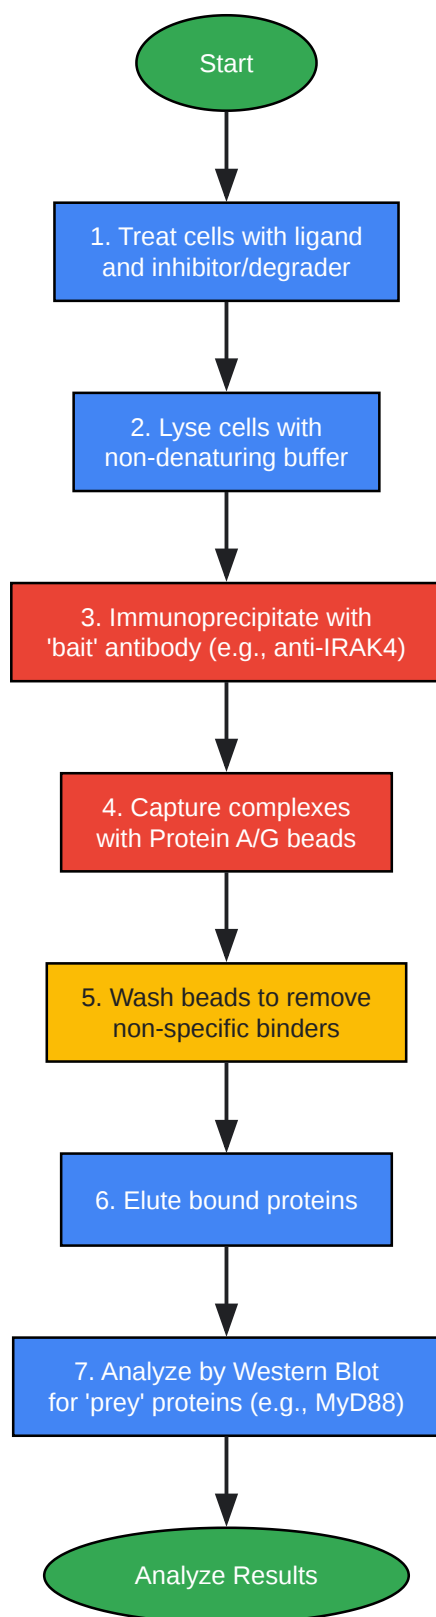 Start
1. Treat cells with ligand
and inhibitor/degrader
2. Lyse cells with
non-denaturing buffer
3. Immunoprecipitate with
'bait' antibody (e.g., anti-IRAK4)
4. Capture complexes
with Protein A/G beads
5. Wash beads to remove
non-specific binders
6. Elute bound proteins
7. Analyze by Western Blot
for 'prey' proteins (e.g., MyD88)
Analyze Results